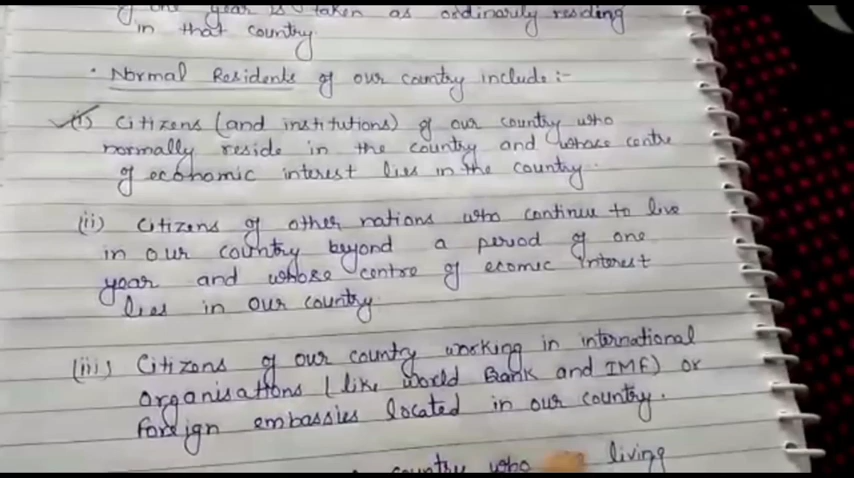 of one year is taken as ordinarily residing
in that country.
• Normal Residents of our country include :-
(i) Citizens (and institutions) of our country who
normally reside in the country and whose centre
of economic interest lies in the country.
(ii) Citizens of other nations who continue to live
in our country beyond a period of one
year and whose centre of ecomic interest
lies in our country.
(iii) Citizens of our country working in international
organisations (like World Bank and IMF) or
foreign embassies located in our country.
country who living